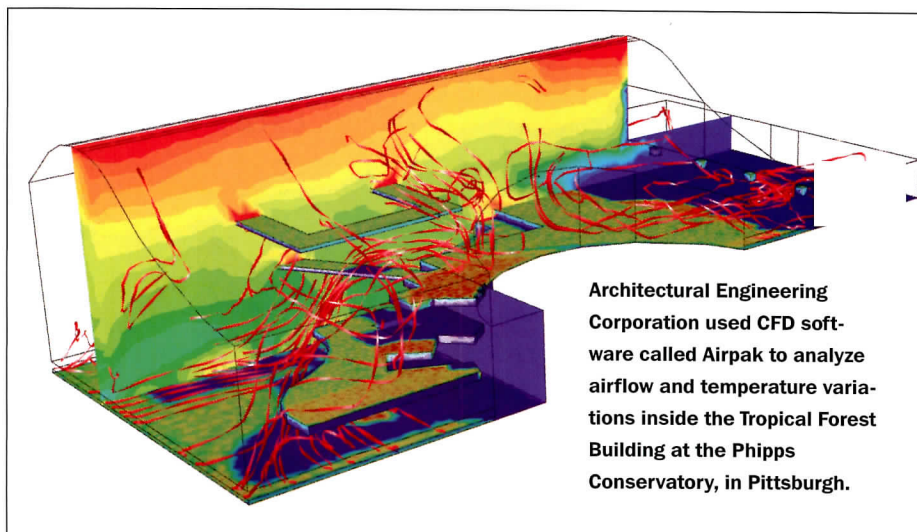 Architectural Engineering
Corporation used CFD soft-
ware called Airpak to analyze
airflow and temperature varia-
tions inside the Tropical Forest
Building at the Phipps
Conservatory, in Pittsburgh.